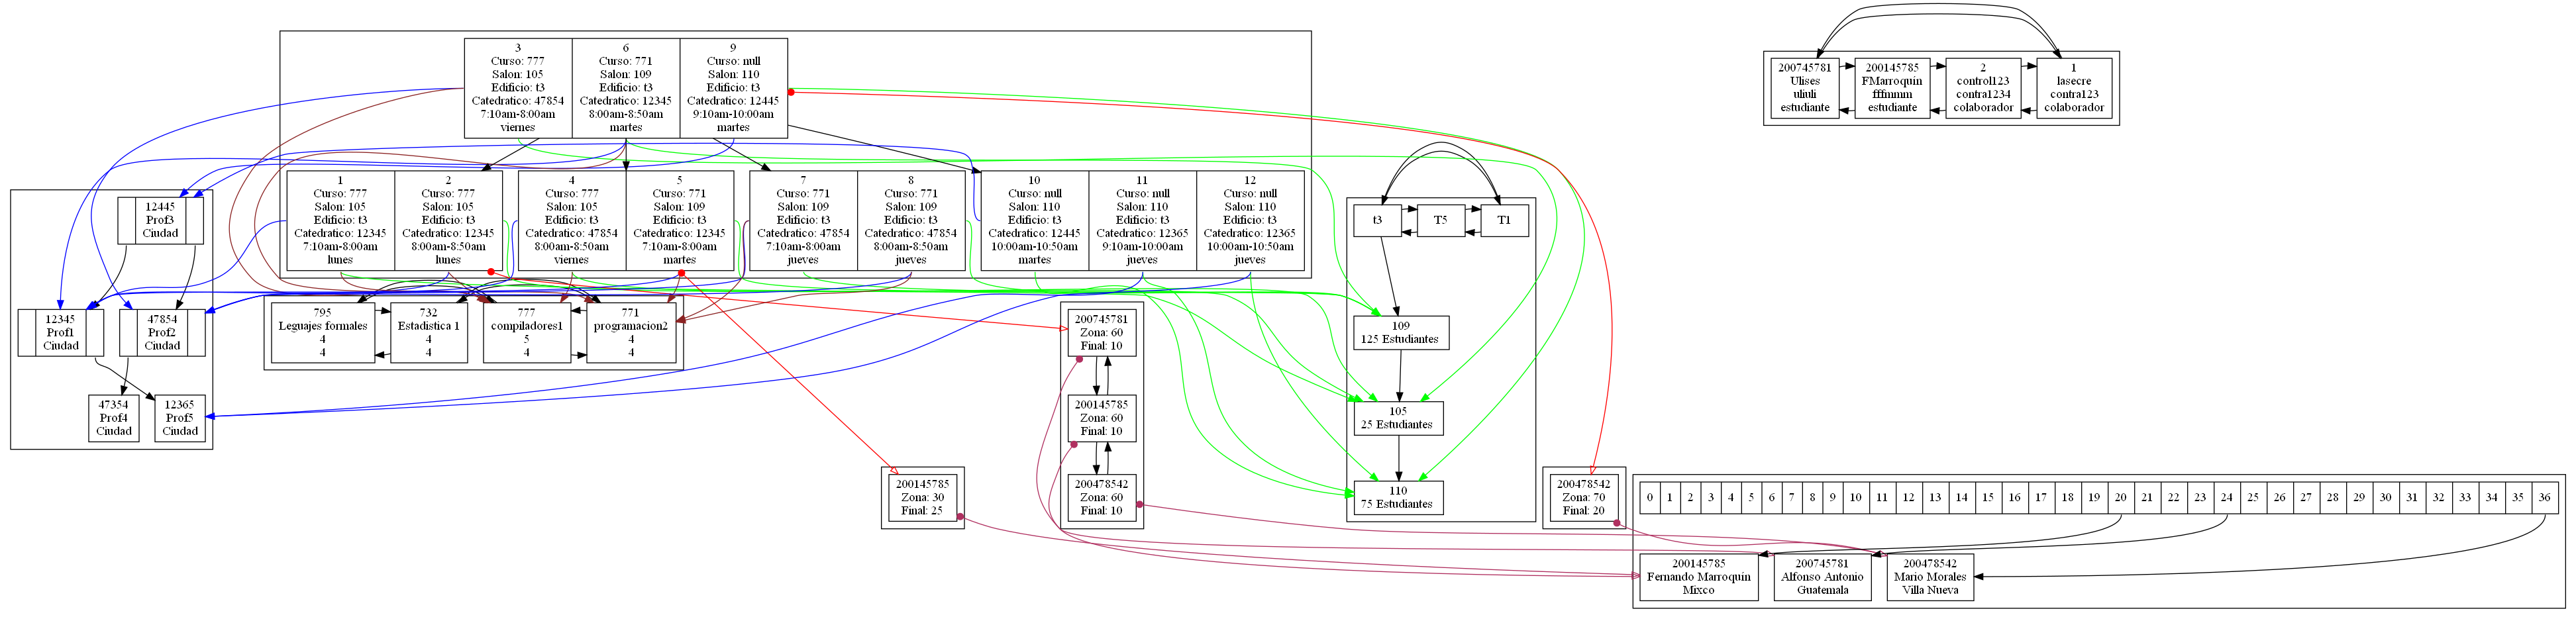 3
Curso: 777
Salon: 105
Edificio: t3
Catedratico: 47854
7:10am-8:00am
viernes
6
Curso: 771
Salon: 109
Edificio: t3
Catedratico: 12345
8:00am-8:50am
martes
9
Curso: null
Salon: 110
Edificio: t3
Catedratico: 12445
9:10am-10:00am
martes
200745781
Ulises
uliuli
estudiante
200145785
FMarroquín
fffmmm
estudiante
2
control123
contra1234
colaborador
1
lasecre
contra123
colaborador
1
Curso: 777
Salon: 105
Edificio: t3
Catedratico: 12345
7:10am-8:00am
lunes
2
Curso: 777
Salon: 105
Edificio: t3
Catedratico: 12345
8:00am-8:50am
lunes
4
Curso: 777
Salon: 105
Edificio: t3
Catedratico: 47854
8:00am-8:50am
viernes
5
Curso: 771
Salon: 109
Edificio: t3
Catedratico: 12345
7:10am-8:00am
martes
7
Curso: 771
Salon: 109
Edificio: t3
Catedratico: 47854
7:10am-8:00am
jueves
8
Curso: 771
Salon: 109
Edificio: t3
Catedratico: 47854
8:00am-8:50am
jueves
10
Curso: null
Salon: 110
Edificio: t3
Catedratico: 12445
10:00am-10:50am
martes
11
Curso: null
Salon: 110
Edificio: t3
Catedratico: 12365
9:10am-10:00am
jueves
12
Curso: null
Salon: 110
Edificio: t3
Catedratico: 12365
10:00am-10:50am
jueves
12445
Prof3
Ciudad
t3
T5
T1
12345
Prof1
Ciudad
47854
Prof2
Ciudad
795
Leguajes formales
4
4
732
Estadistica 1
4
4
777
compiladores1
5
4
771
programacion2
4
4
200745781
Zona: 60
Final: 10
109
125 Estudiantes
47354
Prof4
Ciudad
12365
Prof5
Ciudad
200145785
Zona: 60
Final: 10
105
25 Estudiantes
200145785
Zona: 30
Final: 25
200478542
Zona: 60
Final: 10
110
75 Estudiantes
200478542
Zona: 70
Final: 20
0 1 2 3 4 5 6 7 8 9 10 11 12 13 14 15 16 17 18 19 20 21 22 23 24 25 26 27 28 29 30 31 32 33 34 35 36
200145785
Fernando Marroquín
Mixco
200745781
Alfonso Antonio
Guatemala
200478542
Mario Morales
Villa Nueva